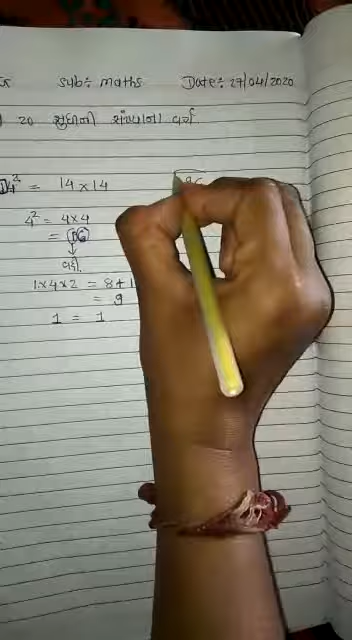 sub:- maths Date:- 27/04/2020
20 સુધીની સંખ્યાના વર્ગ
14² = 14 × 14
4² = 4×4
= 16
વદી
1×4×2 = 8+1
= 9
1 = 1